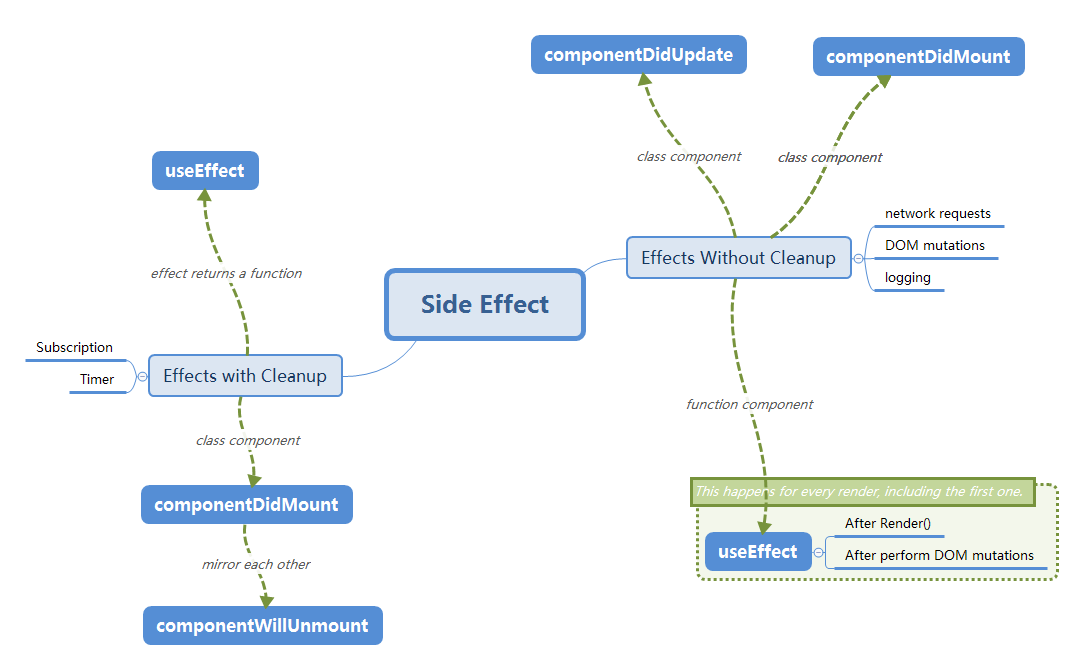 componentDidUpdate
componentDidMount
class component
class component
useEffect
network requests
DOM mutations
logging
Effects Without Cleanup
effect returns a function
Side Effect
Subscription
Timer
Effects with Cleanup
function component
class component
This happens for every render, including the first one.
componentDidMount
After Render()
useEffect
After perform DOM mutations
mirror each other
componentWillUnmount